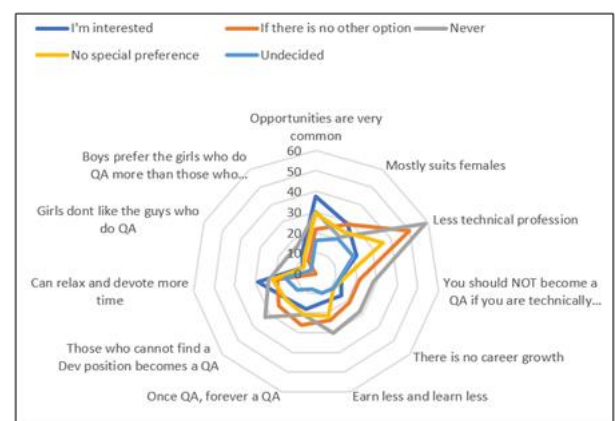 I'm interested
If there is no other option
Never
No special preference
Undecided
Opportunities are very
common
60
50
40
30
20
10
0
Mostly suits females
Less technical profession
You should NOT become a
QA if you are technically...
There is no career growth
Earn less and learn less
Once QA, forever a QA
Those who cannot find a
Dev position becomes a QA
Can relax and devote more
time
Girls dont like the guys who
do QA
Boys prefer the girls who do
QA more than those who...